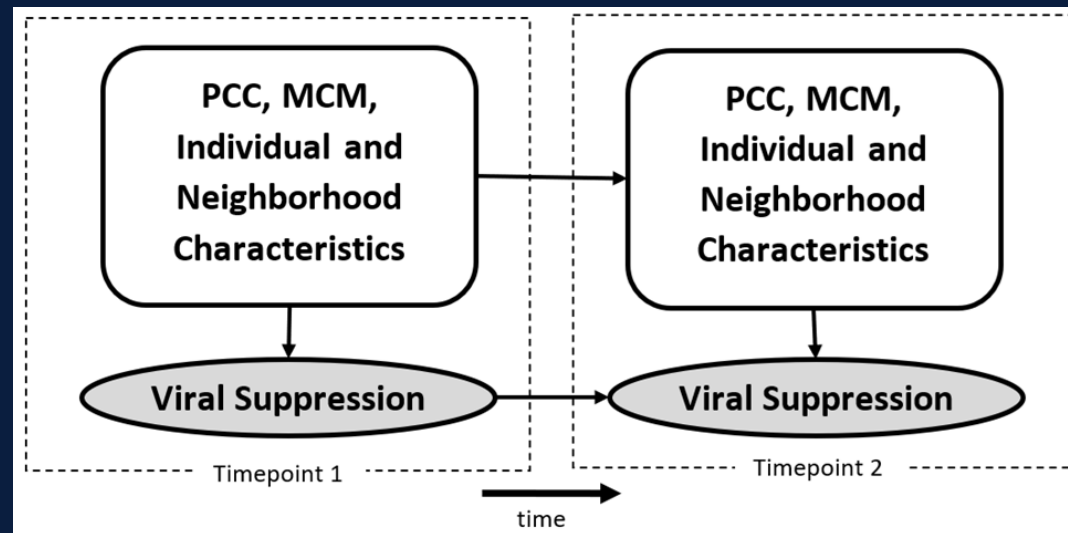 PCC, MCM,
Individual and
Neighborhood
Characteristics
Viral Suppression
Timepoint 1
PCC, MCM,
Individual and
Neighborhood
Characteristics
Viral Suppression
Timepoint 2
time